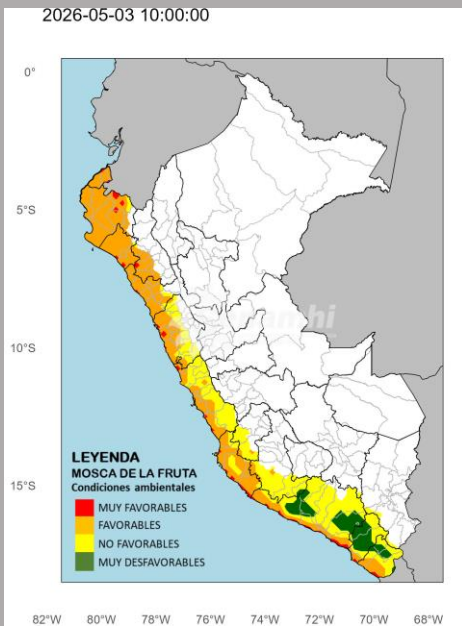 2026-05-03 10:00:00
0°
5°S
10°S
15°S
LEYENDA
MOSCA DE LA FRUTA
Condiciones ambientales
MUY FAVORABLES
FAVORABLES
NO FAVORABLES
MUY DESFAVORABLES
82°W 80°W 78°W 76°W 74°W 72°W 70°W 68°W